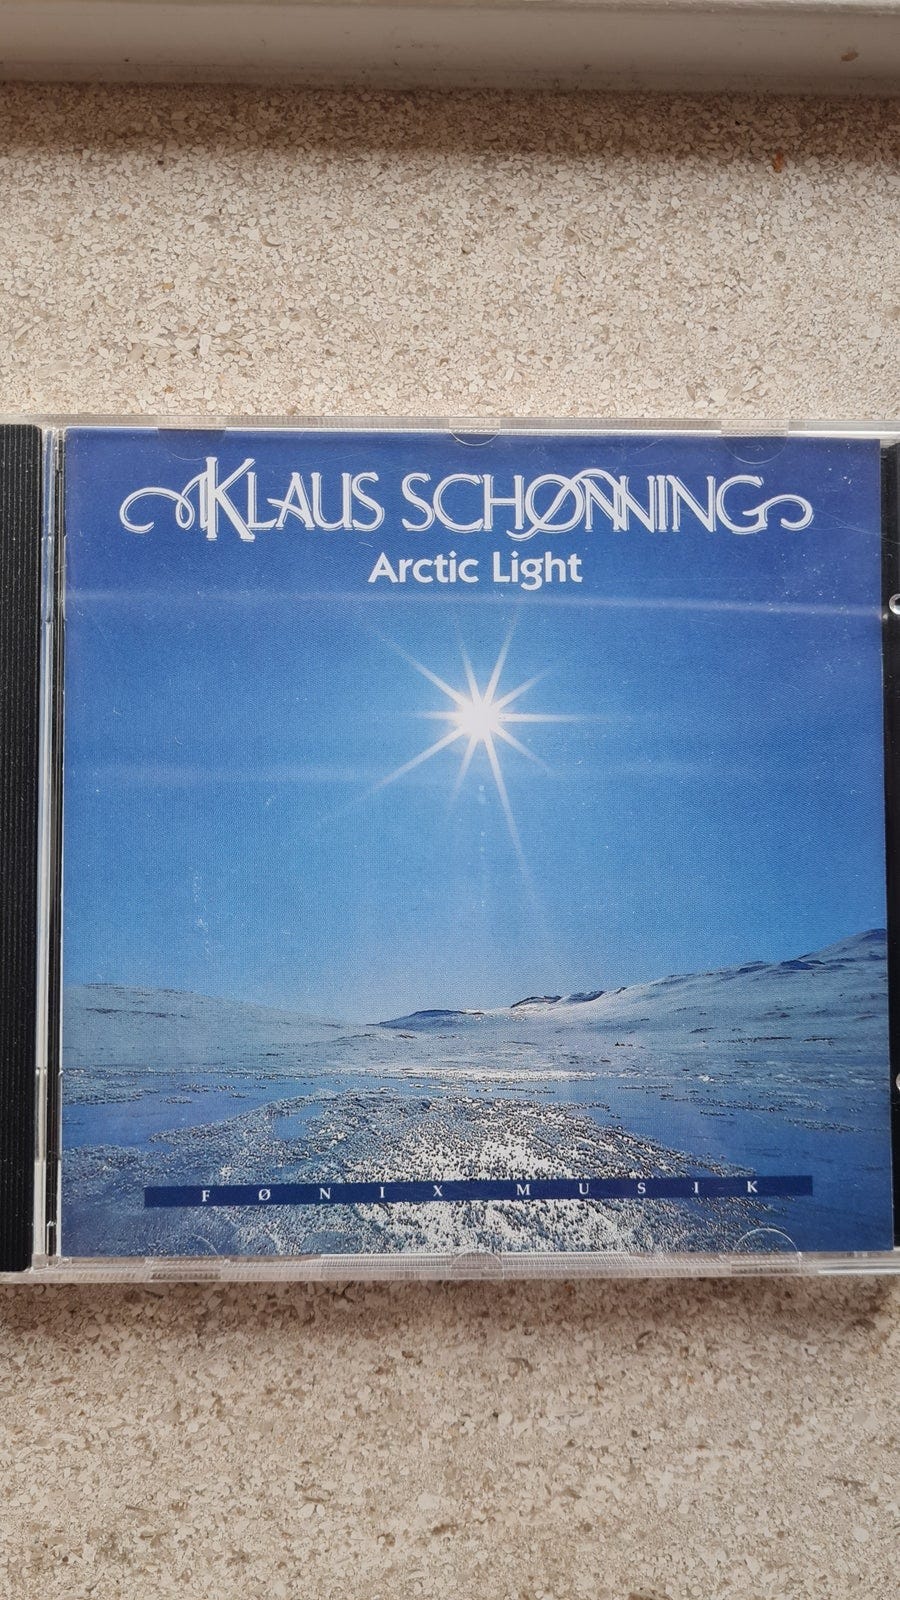 KLAUS SCHØNNING
Arctic Light
FØNIX MUSIK